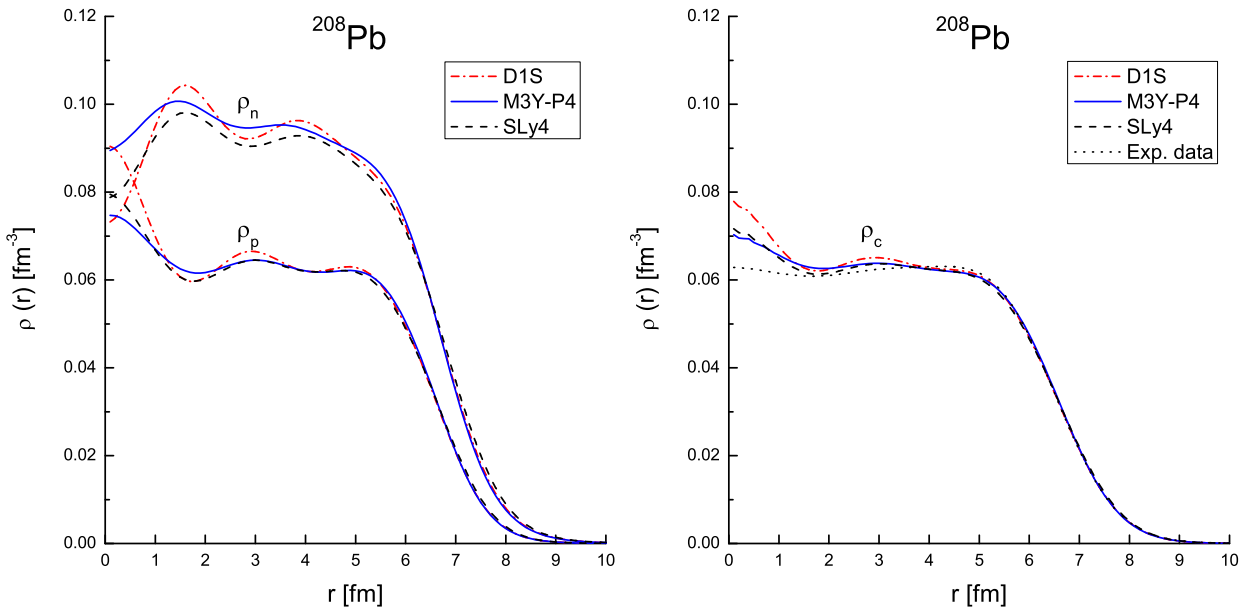 ²⁰⁸Pb
D1S
M3Y-P4
SLy4
ρₙ
ρₚ
0.12
0.10
0.08
0.06
0.04
0.02
0.00
ρ (r) [fm⁻³]
0 1 2 3 4 5 6 7 8 9 10
r [fm]
²⁰⁸Pb
D1S
M3Y-P4
SLy4
Exp. data
ρ_c
0.12
0.10
0.08
0.06
0.04
0.02
0.00
ρ (r) [fm⁻³]
0 1 2 3 4 5 6 7 8 9 10
r [fm]